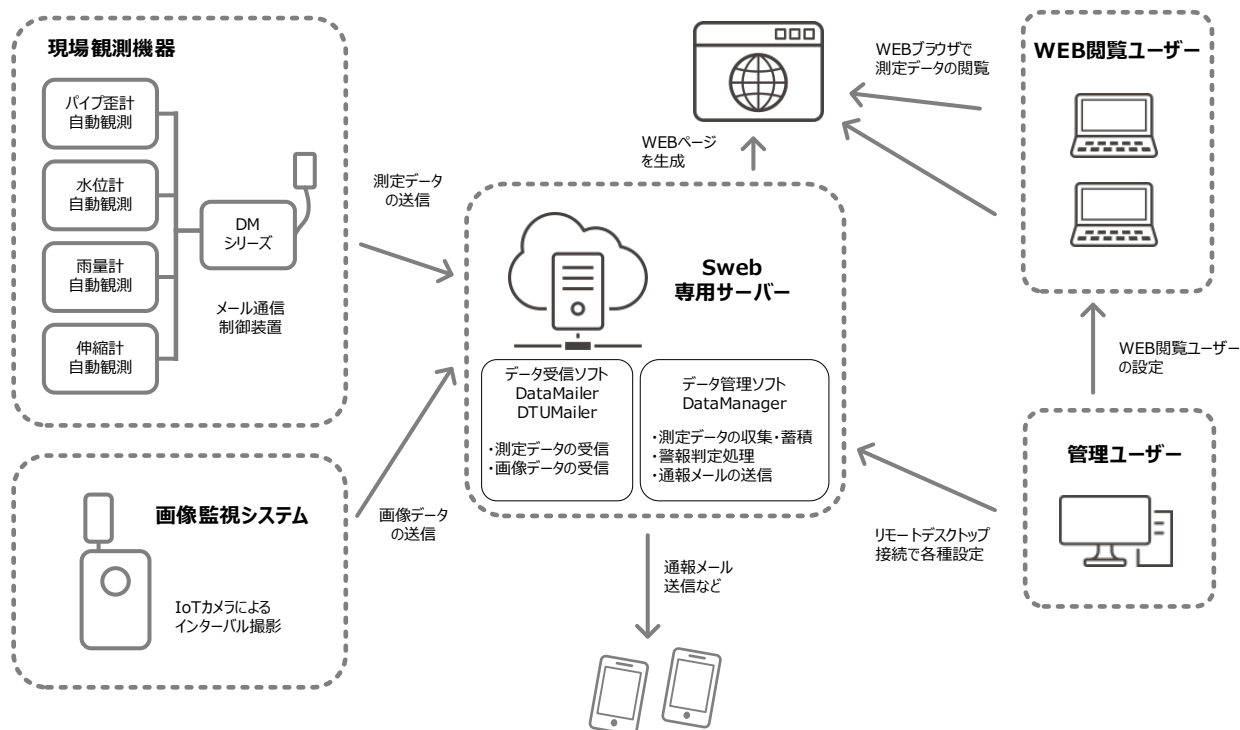 現場観測機器
パイプ歪計
自動観測
水位計
自動観測
雨量計
自動観測
伸縮計
自動観測
DM
シリーズ
メール通信
制御装置
測定データ
の送信
画像監視システム
IoTカメラによる
インターバル撮影
画像データ
の送信
WEBページ
を生成
Sweb
専用サーバー
データ受信ソフト
DataMailer
DTUMailer
・測定データの受信
・画像データの受信
データ管理ソフト
DataManager
・測定データの収集・蓄積
・警報判定処理
・通報メールの送信
通報メール
送信など
WEBブラウザで
測定データの閲覧
WEB閲覧ユーザー
WEB閲覧ユーザー
の設定
管理ユーザー
リモートデスクトップ
接続で各種設定